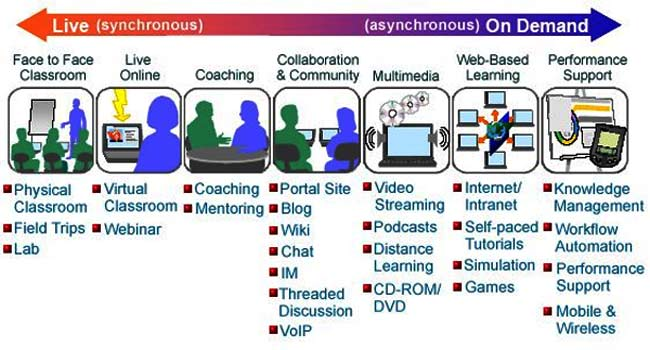 Live (synchronous) (asynchronous) On Demand
Face to Face
Classroom
Live
Online
Coaching
Collaboration
& Community
Multimedia
Web-Based
Learning
Performance
Support
Physical
Classroom
Field Trips
Lab
Virtual
Classroom
Webinar
Coaching
Mentoring
Portal Site
Blog
Wiki
Chat
IM
Threaded
Discussion
VoIP
Video
Streaming
Podcasts
Distance
Learning
CD-ROM/
DVD
Internet/
Intranet
Self-paced
Tutorials
Simulation
Games
Knowledge
Management
Workflow
Automation
Performance
Support
Mobile &
Wireless